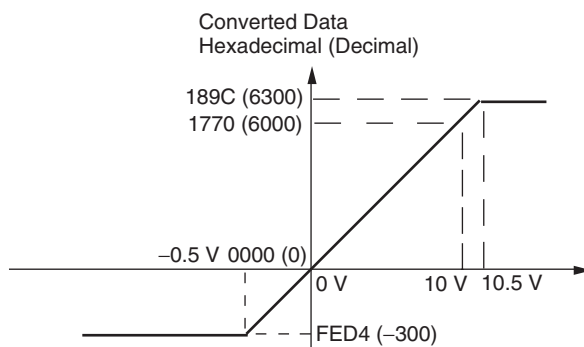 Converted Data
Hexadecimal (Decimal)
189C (6300)
1770 (6000)
−0.5 V 0000 (0)
0 V
10 V
10.5 V
FED4 (−300)